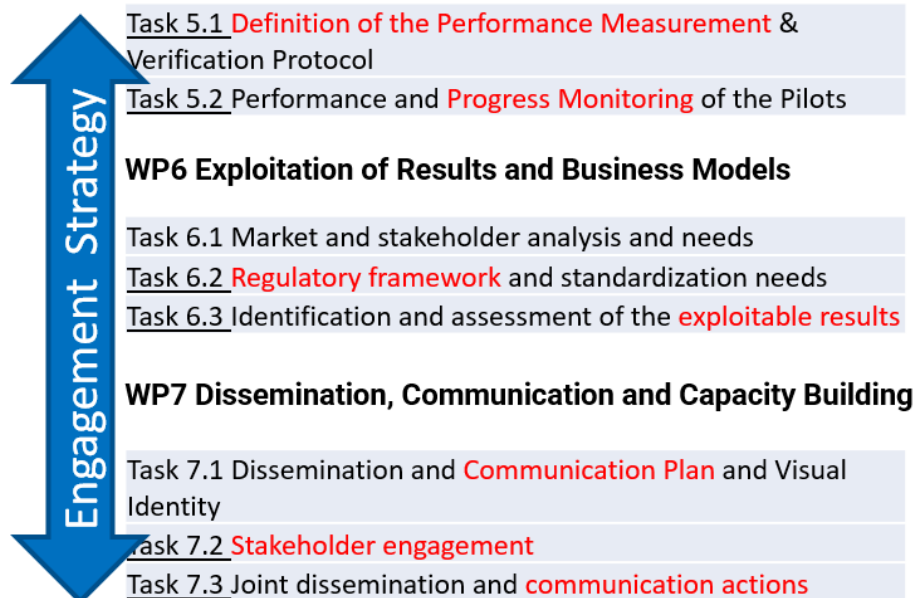 Engagement Strategy
Task 5.1 Definition of the Performance Measurement &
Verification Protocol
Task 5.2 Performance and Progress Monitoring of the Pilots
WP6 Exploitation of Results and Business Models
Task 6.1 Market and stakeholder analysis and needs
Task 6.2 Regulatory framework and standardization needs
Task 6.3 Identification and assessment of the exploitable results
WP7 Dissemination, Communication and Capacity Building
Task 7.1 Dissemination and Communication Plan and Visual
Identity
Task 7.2 Stakeholder engagement
Task 7.3 Joint dissemination and communication actions